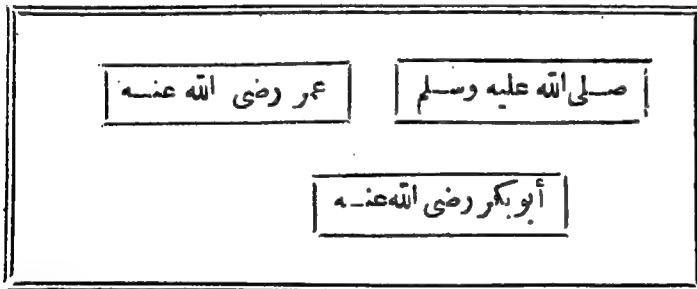 صلى الله عليه وسلم
عمر رضى الله عنه
أبو بكر رضى الله عنه